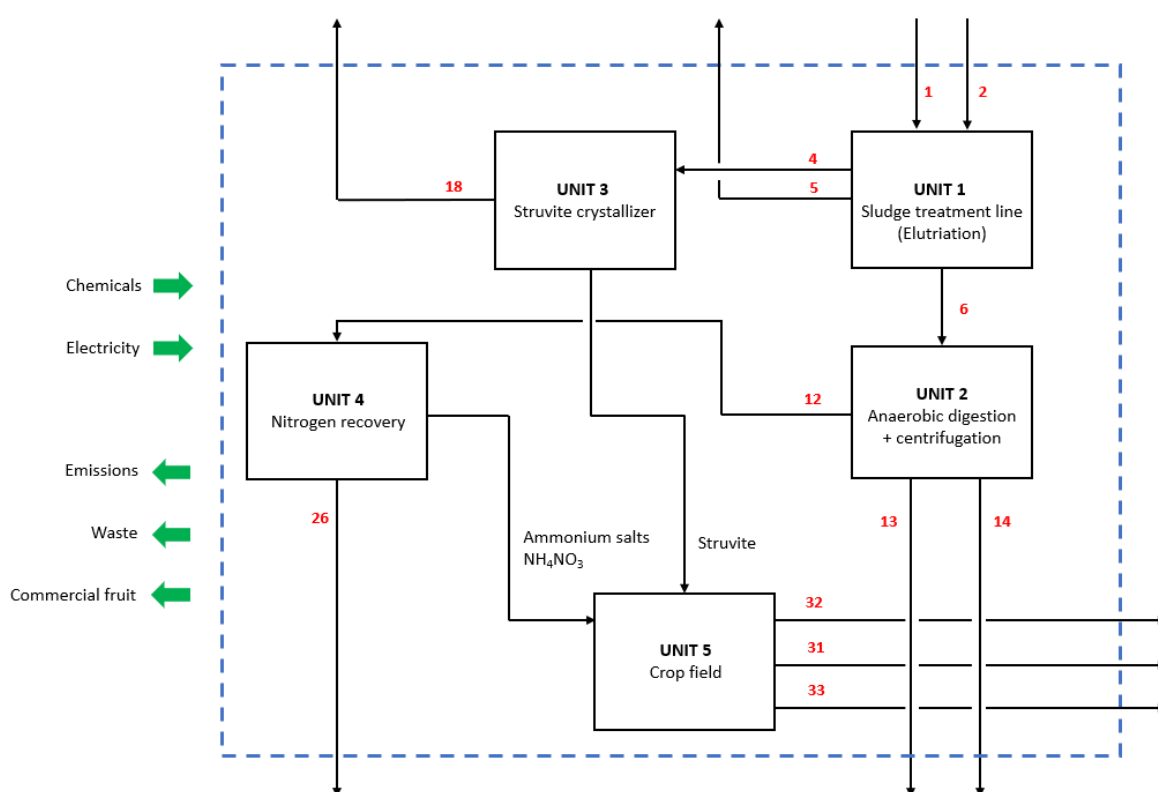 1
2
4
5
UNIT 3
Struvite crystallizer
18
UNIT 1
Sludge treatment line
(Elutriation)
Chemicals
6
Electricity
UNIT 4
Nitrogen recovery
12
UNIT 2
Anaerobic digestion
+ centrifugation
Emissions
26
13
14
Waste
Ammonium salts
NH₄NO₃
Struvite
Commercial fruit
32
UNIT 5
Crop field
31
33